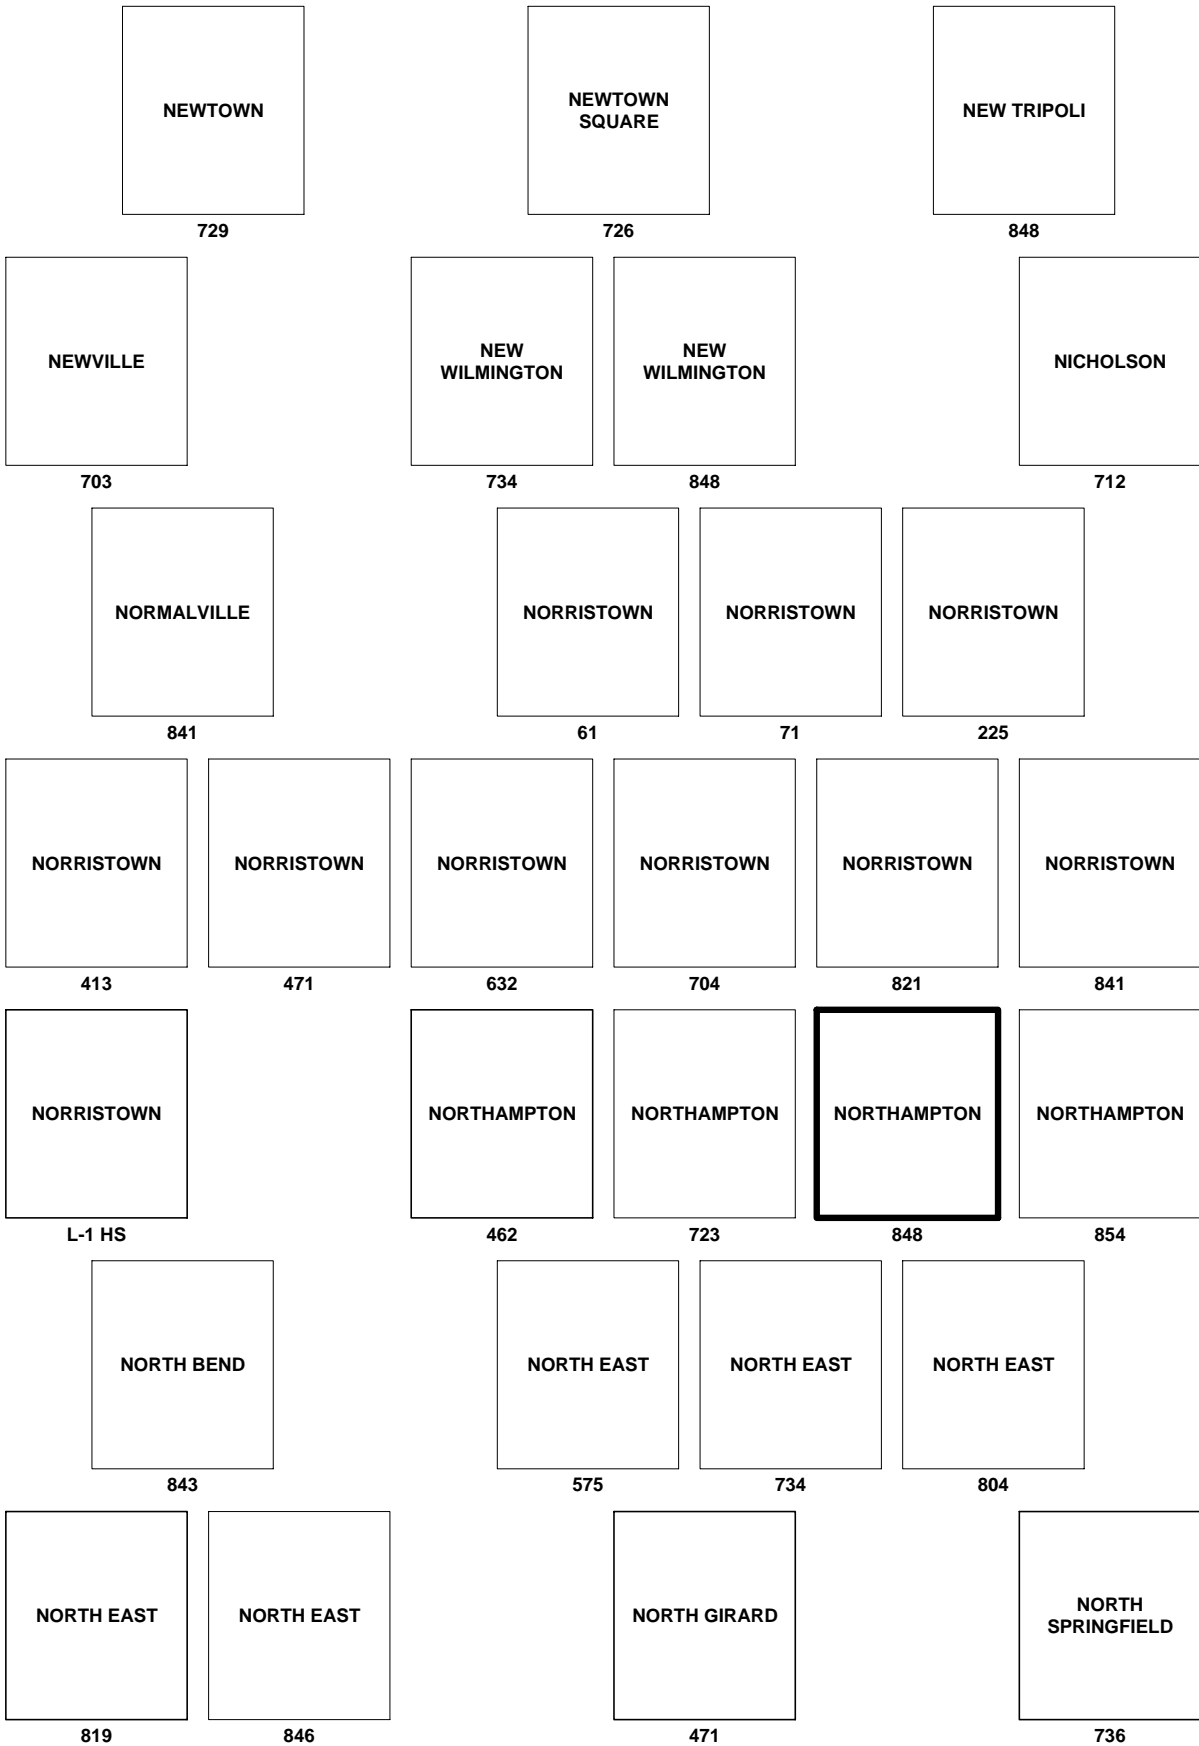 NEWTOWN
729
NEWTOWN
SQUARE
726
NEW TRIPOLI
848
NEWVILLE
703
NEW
WILMINGTON
734
NEW
WILMINGTON
848
NICHOLSON
712
NORMALVILLE
841
NORRISTOWN
61
NORRISTOWN
71
NORRISTOWN
225
NORRISTOWN
413
NORRISTOWN
471
NORRISTOWN
632
NORRISTOWN
704
NORRISTOWN
821
NORRISTOWN
841
NORRISTOWN
L-1 HS
NORTHAMPTON
462
NORTHAMPTON
723
NORTHAMPTON
848
NORTHAMPTON
854
NORTH BEND
843
NORTH EAST
575
NORTH EAST
734
NORTH EAST
804
NORTH EAST
819
NORTH EAST
846
NORTH GIRARD
471
NORTH
SPRINGFIELD
736